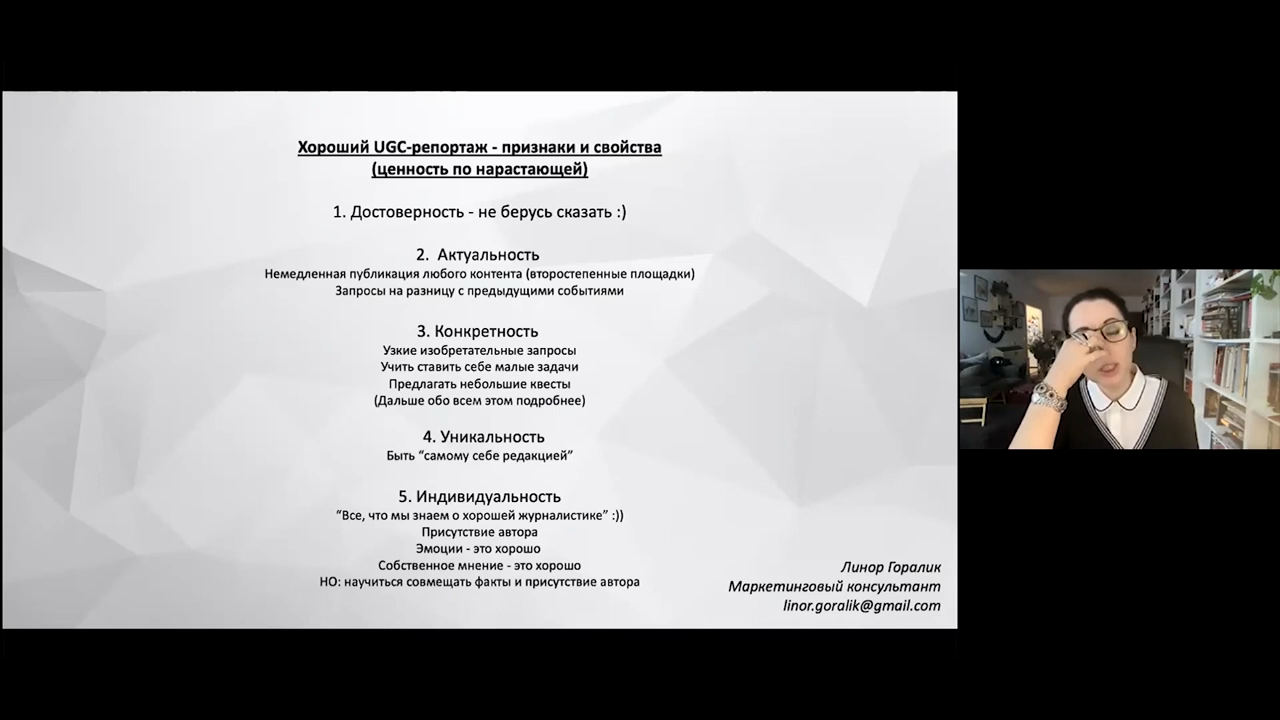 Хороший UGC-репортаж - признаки и свойства
(ценность по нарастающей)
1. Достоверность - не берусь сказать :)
2. Актуальность
Немедленная публикация любого контента (второстепенные площадки)
Запросы на разницу с предыдущими событиями
3. Конкретность
Узкие изобретательные запросы
Учить ставить себе малые задачи
Предлагать небольшие квесты
(Дальше обо всем этом подробнее)
4. Уникальность
Быть “самому себе редакцией”
5. Индивидуальность
“Все, что мы знаем о хорошей журналистике” :))
Присутствие автора
Эмоции - это хорошо
Собственное мнение - это хорошо
НО: научиться совмещать факты и присутствие автора
Линор Горалик
Маркетинговый консультант
linor.goralik@gmail.com